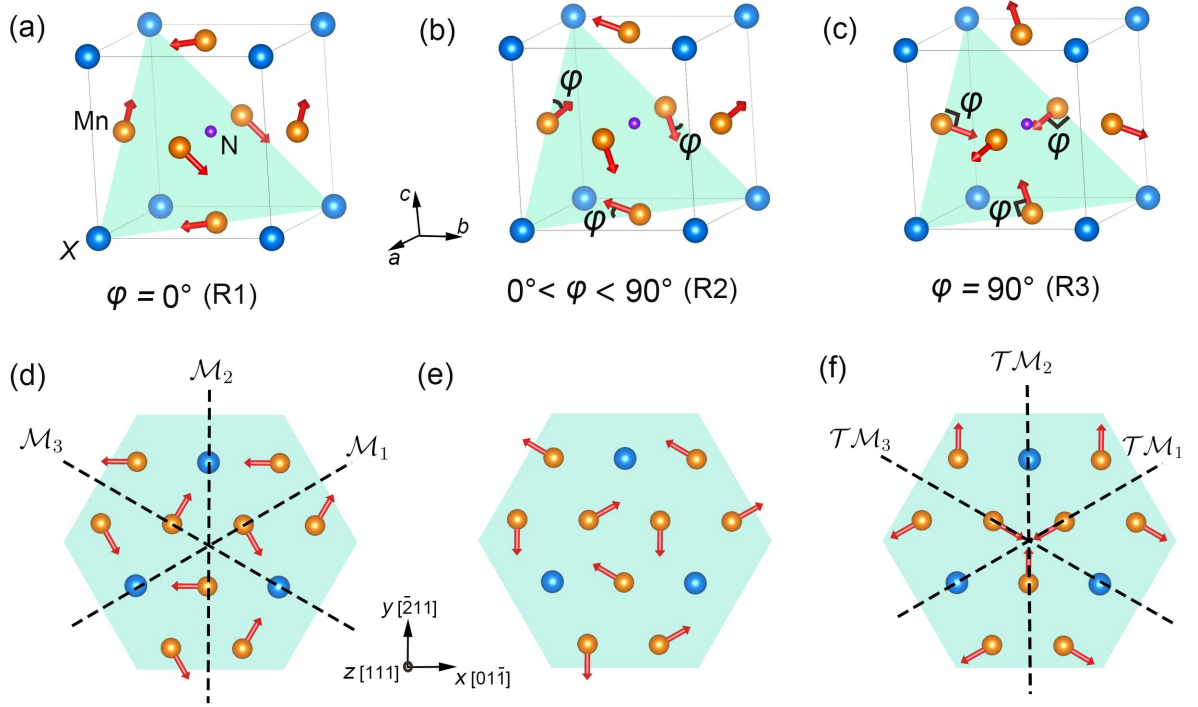 (a)
Mn
N
X
φ = 0° (R1)
(b)
φ
φ
φ
c
b
a
0° < φ < 90° (R2)
(c)
φ
φ
φ
φ = 90° (R3)
(d)
ℳ₂
ℳ₃
ℳ₁
(e)
y [2̄11]
z [111]
x [011̄]
(f)
𝒯ℳ₂
𝒯ℳ₃
𝒯ℳ₁